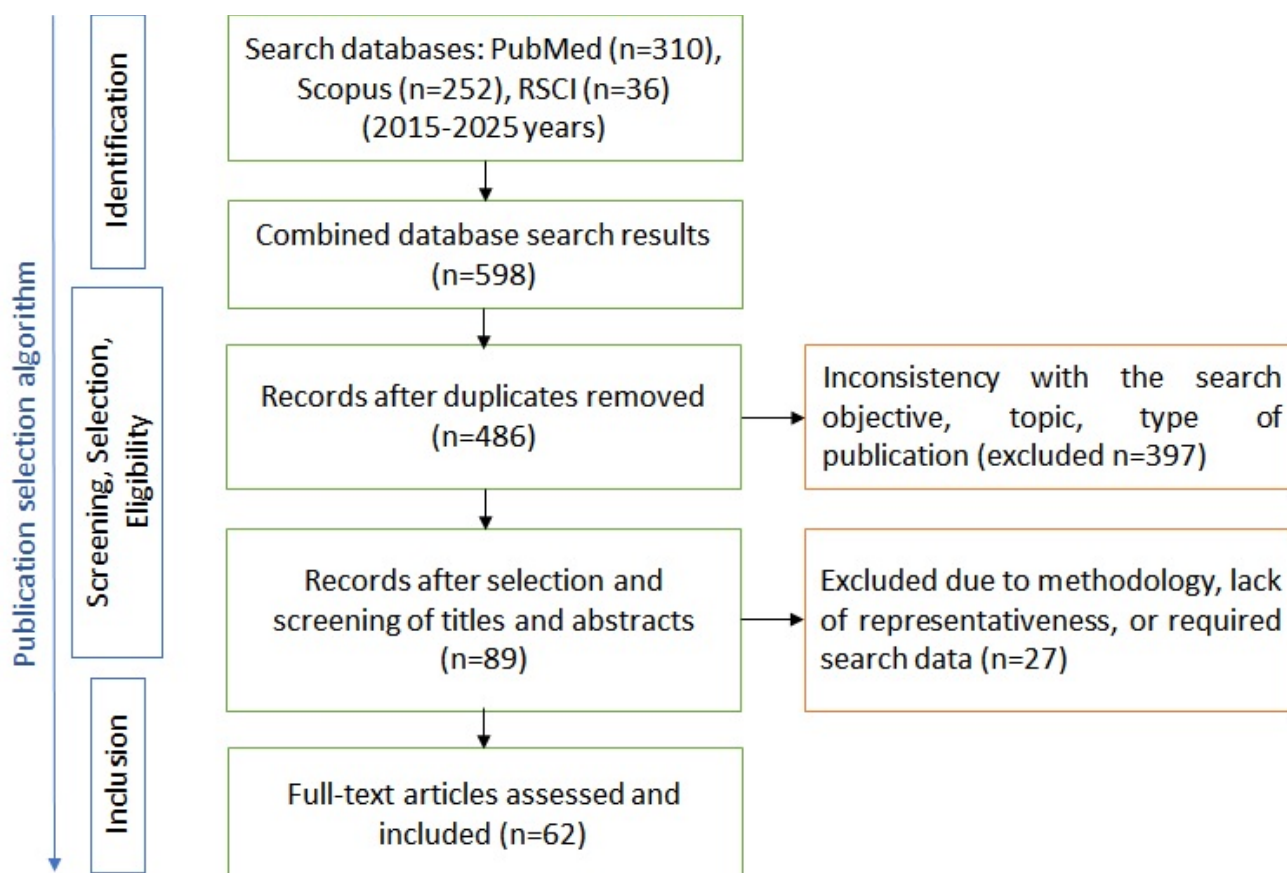 Publication selection algorithm
Identification
Search databases: PubMed (n=310),
Scopus (n=252), RSCI (n=36)
(2015-2025 years)
Combined database search results
(n=598)
Screening, Selection,
Eligibility
Records after duplicates removed
(n=486)
Inconsistency with the search
objective, topic, type of
publication (excluded n=397)
Records after selection and
screening of titles and abstracts
(n=89)
Excluded due to methodology, lack
of representativeness, or required
search data (n=27)
Inclusion
Full-text articles assessed and
included (n=62)